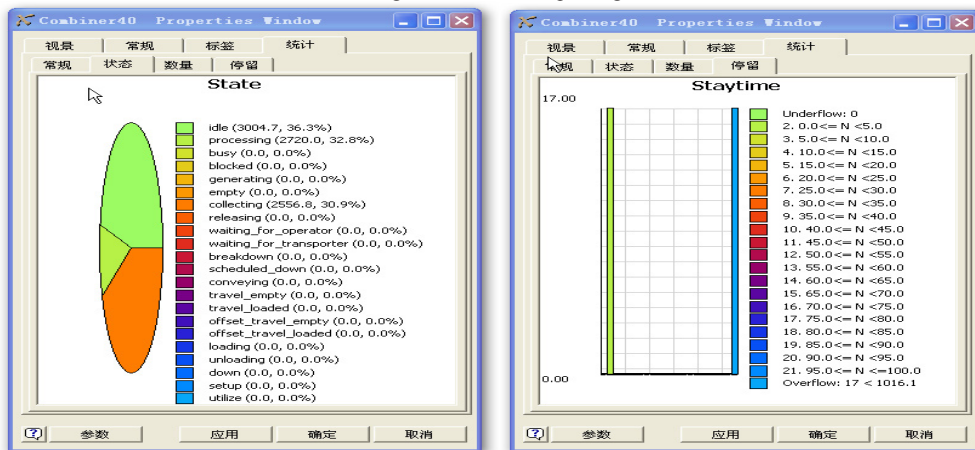 Combiner40 Properties Window
视景 常规 标签 统计
常规 状态 数量 停留
State
idle (3004.7, 36.3%)
processing (2720.0, 32.8%)
busy (0.0, 0.0%)
blocked (0.0, 0.0%)
generating (0.0, 0.0%)
empty (0.0, 0.0%)
collecting (2556.8, 30.9%)
releasing (0.0, 0.0%)
waiting_for_operator (0.0, 0.0%)
waiting_for_transporter (0.0, 0.0%)
breakdown (0.0, 0.0%)
scheduled_down (0.0, 0.0%)
conveying (0.0, 0.0%)
travel_empty (0.0, 0.0%)
travel_loaded (0.0, 0.0%)
offset_travel_empty (0.0, 0.0%)
offset_travel_loaded (0.0, 0.0%)
loading (0.0, 0.0%)
unloading (0.0, 0.0%)
down (0.0, 0.0%)
setup (0.0, 0.0%)
utilize (0.0, 0.0%)
参数 应用 确定 取消
Combiner40 Properties Window
视景 常规 标签 统计
常规 状态 数量 停留
Staytime
17.00
0.00
Underflow: 0
2. 0.0<= N <5.0
3. 5.0<= N <10.0
4. 10.0<= N <15.0
5. 15.0<= N <20.0
6. 20.0<= N <25.0
7. 25.0<= N <30.0
8. 30.0<= N <35.0
9. 35.0<= N <40.0
10. 40.0<= N <45.0
11. 45.0<= N <50.0
12. 50.0<= N <55.0
13. 55.0<= N <60.0
14. 60.0<= N <65.0
15. 65.0<= N <70.0
16. 70.0<= N <75.0
17. 75.0<= N <80.0
18. 80.0<= N <85.0
19. 85.0<= N <90.0
20. 90.0<= N <95.0
21. 95.0<= N <=100.0
Overflow: 17 < 1016.1
参数 应用 确定 取消